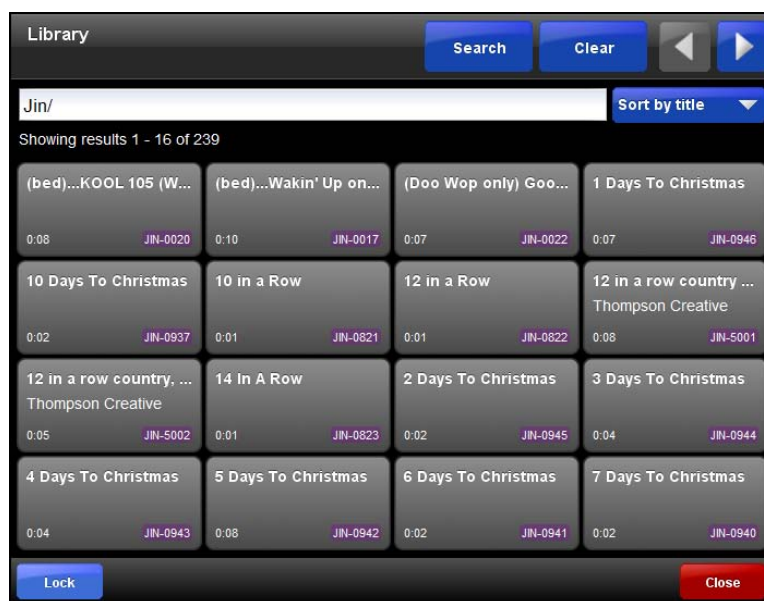 Library
Search
Clear
Jin/
Sort by title
Showing results 1 - 16 of 239
(bed)...KOOL 105 (W...
0:08 JIN-0020
(bed)...Wakin' Up on...
0:10 JIN-0017
(Doo Wop only) Goo...
0:07 JIN-0022
1 Days To Christmas
0:07 JIN-0946
10 Days To Christmas
0:02 JIN-0937
10 in a Row
0:01 JIN-0821
12 in a Row
0:01 JIN-0822
12 in a row country ...
Thompson Creative
0:08 JIN-5001
12 in a row country, ...
Thompson Creative
0:05 JIN-5002
14 In A Row
0:01 JIN-0823
2 Days To Christmas
0:02 JIN-0945
3 Days To Christmas
0:04 JIN-0944
4 Days To Christmas
0:04 JIN-0943
5 Days To Christmas
0:08 JIN-0942
6 Days To Christmas
0:02 JIN-0941
7 Days To Christmas
0:02 JIN-0940
Lock
Close